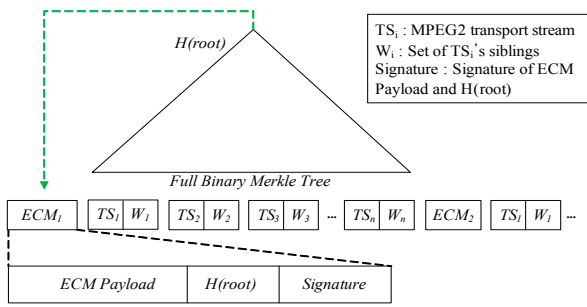 H(root)
TSi : MPEG2 transport stream
Wi : Set of TSi's siblings
Signature : Signature of ECM
Payload and H(root)
Full Binary Merkle Tree
ECM1 TS1 W1 TS2 W2 TS3 W3 ... TSn Wn ECM2 TS1 W1 ...
ECM Payload H(root) Signature